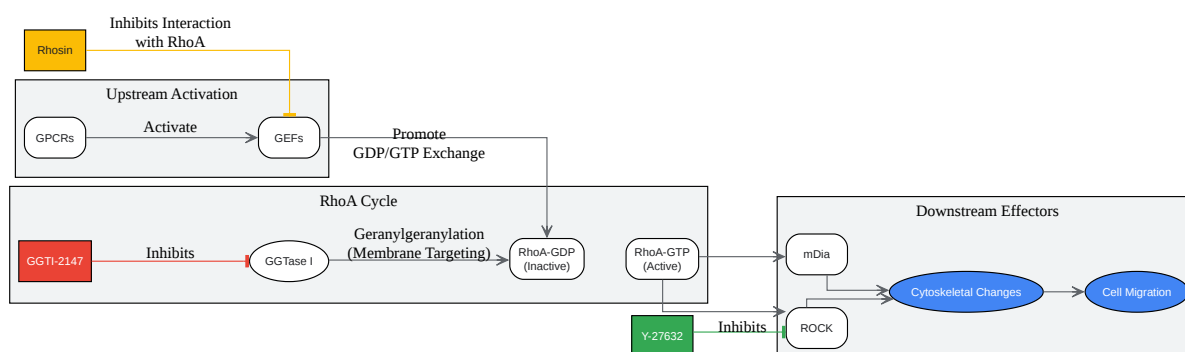 Inhibits Interaction
with RhoA
Rhosin
Upstream Activation
GPCRs
Activate
GEFs
Promote
GDP/GTP Exchange
RhoA Cycle
GGTI-2147
Inhibits
GGTase I
Geranylgeranylation
(Membrane Targeting)
RhoA-GDP
(Inactive)
RhoA-GTP
(Active)
Downstream Effectors
mDia
Cytoskeletal Changes
Cell Migration
Y-27632
Inhibits
ROCK